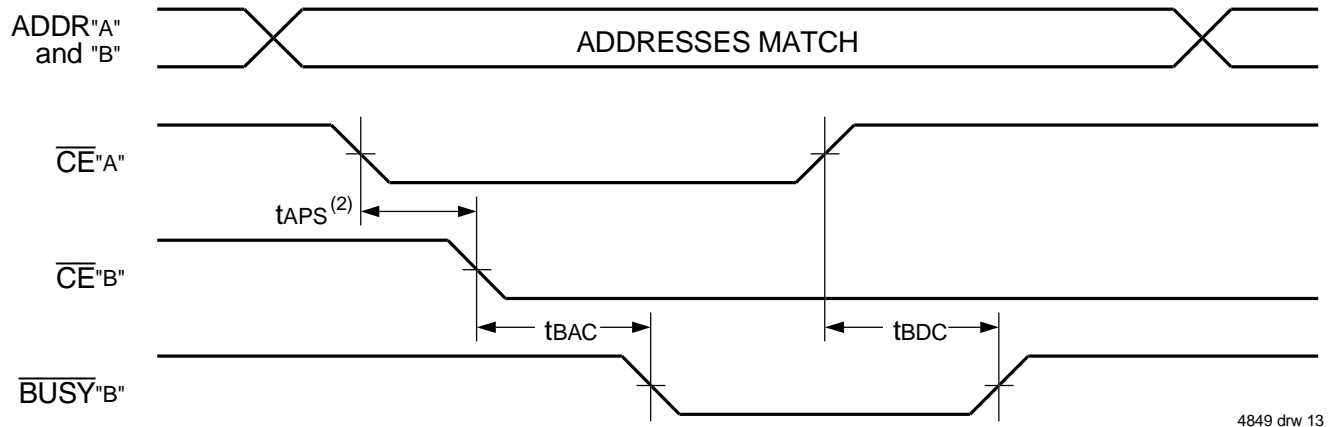 ADDR"A"
and "B"
ADDRESSES MATCH
CE"A"
tAPS(2)
CE"B"
tBAC
tBDC
BUSY"B"
4849 drw 13